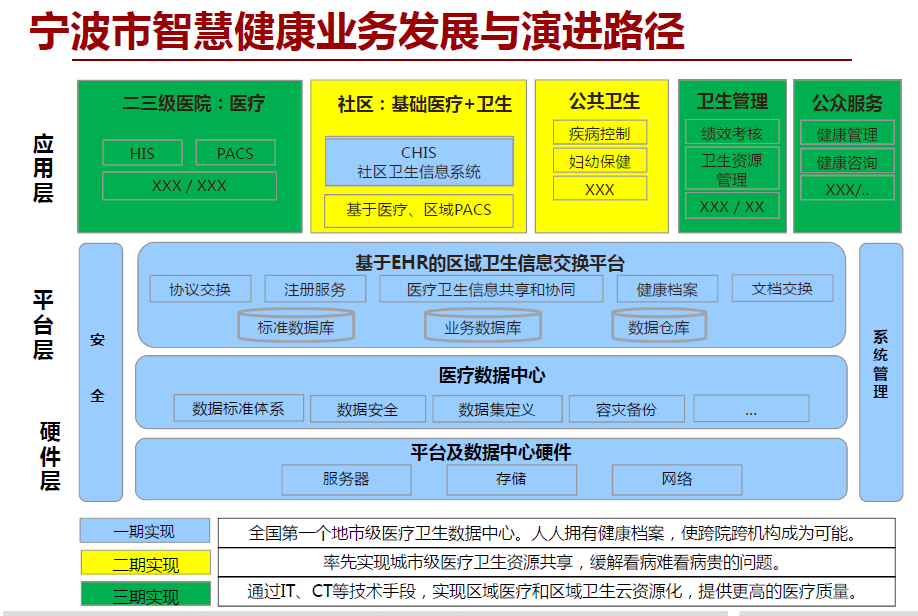 宁波市智慧健康业务发展与演进路径
应用层
二三级医院：医疗
HIS
PACS
XXX / XXX
社区：基础医疗+卫生
CHIS
社区卫生信息系统
基于医疗、区域PACS
公共卫生
疾病控制
妇幼保健
XXX
卫生管理
绩效考核
卫生资源
管理
XXX / XX
公众服务
健康管理
健康咨询
XXX/..
平台层
硬件层
安全
基于EHR的区域卫生信息交换平台
协议交换
注册服务
医疗卫生信息共享和协同
健康档案
文档交换
标准数据库
业务数据库
数据仓库
医疗数据中心
数据标准体系
数据安全
数据集定义
容灾备份
...
平台及数据中心硬件
服务器
存储
网络
系统管理
一期实现
全国第一个地市级医疗卫生数据中心。人人拥有健康档案，使跨院跨机构成为可能。
二期实现
率先实现城市级医疗卫生资源共享，缓解看病难看病贵的问题。
三期实现
通过IT、CT等技术手段，实现区域医疗和区域卫生云资源化，提供更高的医疗质量。